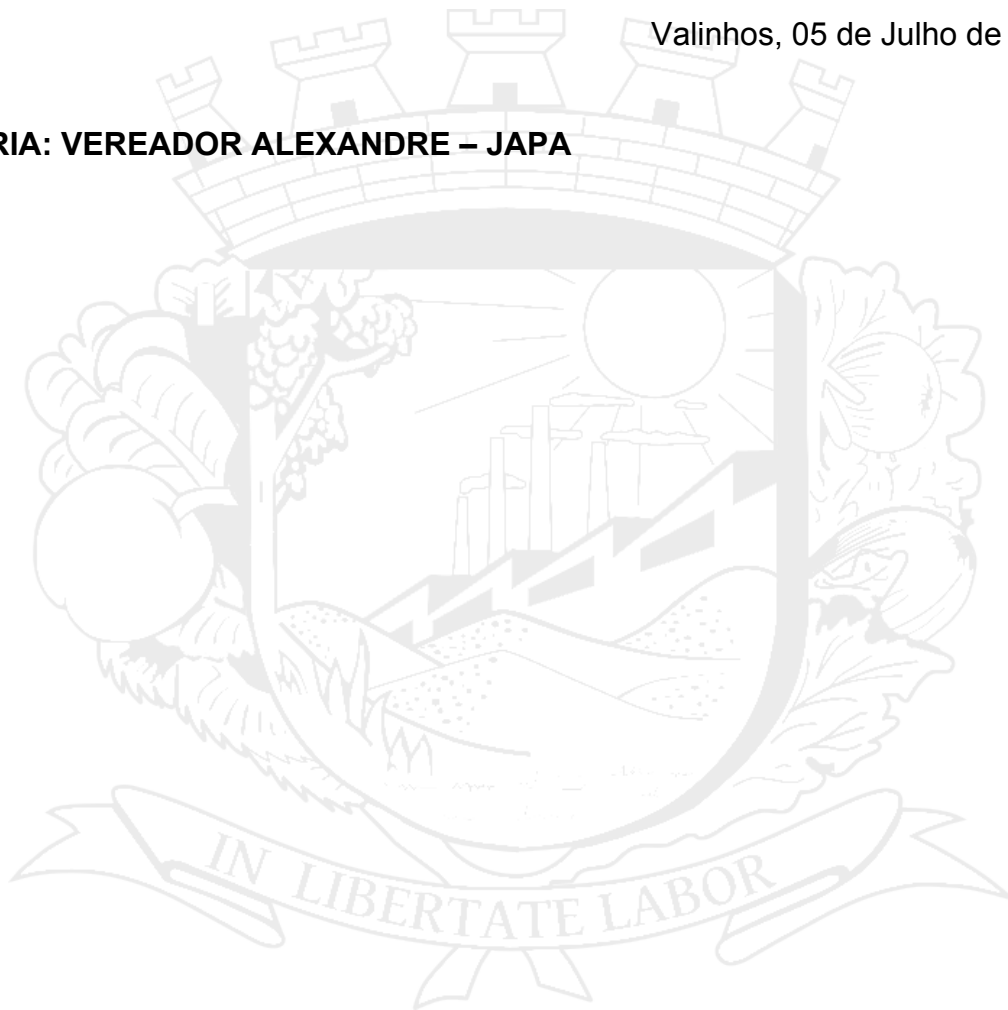 Valinhos, 05 de Julho de
RIA: VEREADOR ALEXANDRE – JAPA
IN LIBERTATE LABOR